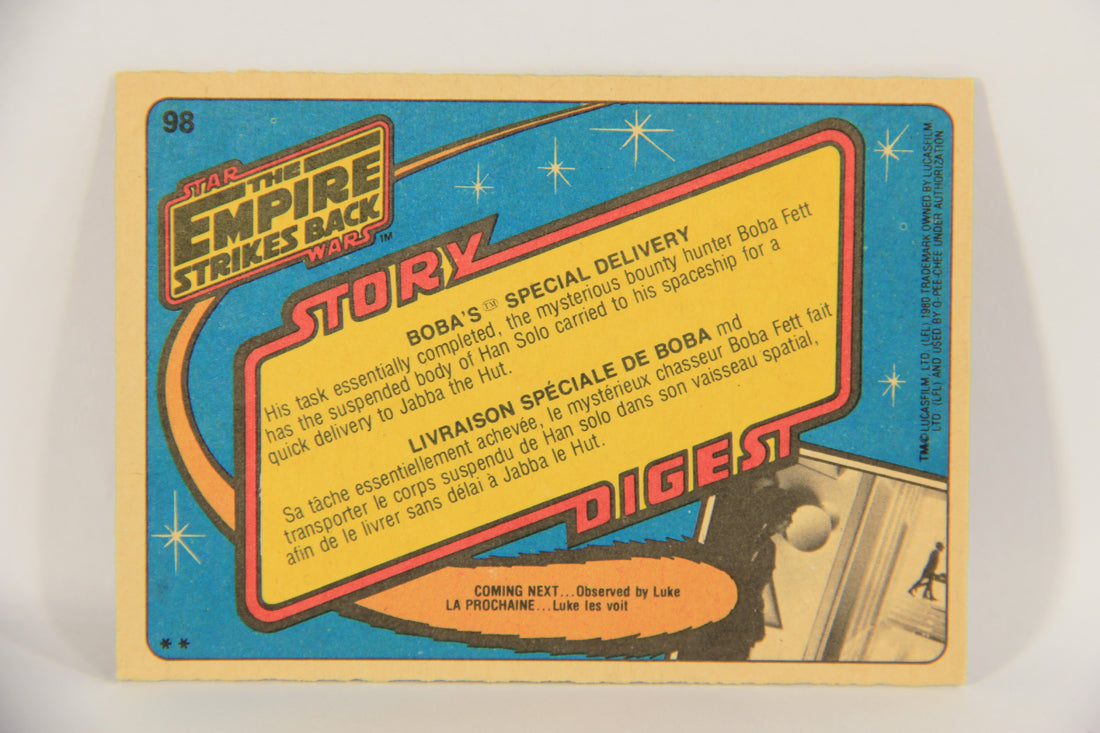 98
STAR
THE
EMPIRE
STRIKES BACK
WARS™
STORY
BOBA'S™ SPECIAL DELIVERY
His task essentially completed, the mysterious bounty hunter Boba Fett
has the suspended body of Han Solo carried to his spaceship for a
quick delivery to Jabba the Hut.
LIVRAISON SPÉCIALE DE BOBA md
Sa tâche essentiellement achevée, le mystérieux chasseur Boba Fett fait
transporter le corps suspendu de Han solo dans son vaisseau spatial,
afin de le livrer sans délai à Jabba le Hut.
DIGEST
COMING NEXT...Observed by Luke
LA PROCHAINE...Luke les voit
**
TM©LUCASFILM, LTD. (LFL) 1980 TRADEMARK OWNED BY LUCASFILM
LTD. (LFL) AND USED BY O-PEE-CHEE UNDER AUTHORIZATION